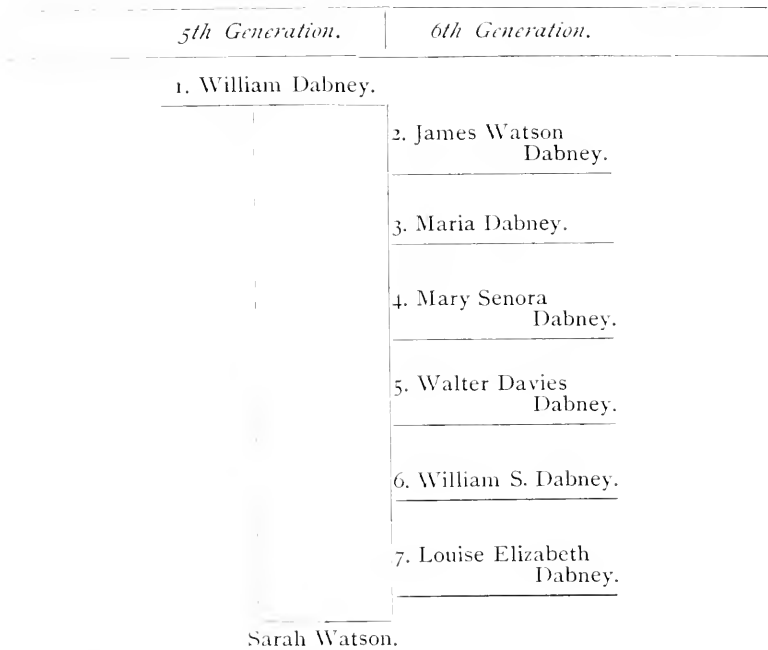 5th Generation. 6th Generation.
1. William Dabney.
2. James Watson
Dabney.
3. Maria Dabney.
4. Mary Senora
Dabney.
5. Walter Davies
Dabney.
6. William S. Dabney.
7. Louise Elizabeth
Dabney.
Sarah Watson.